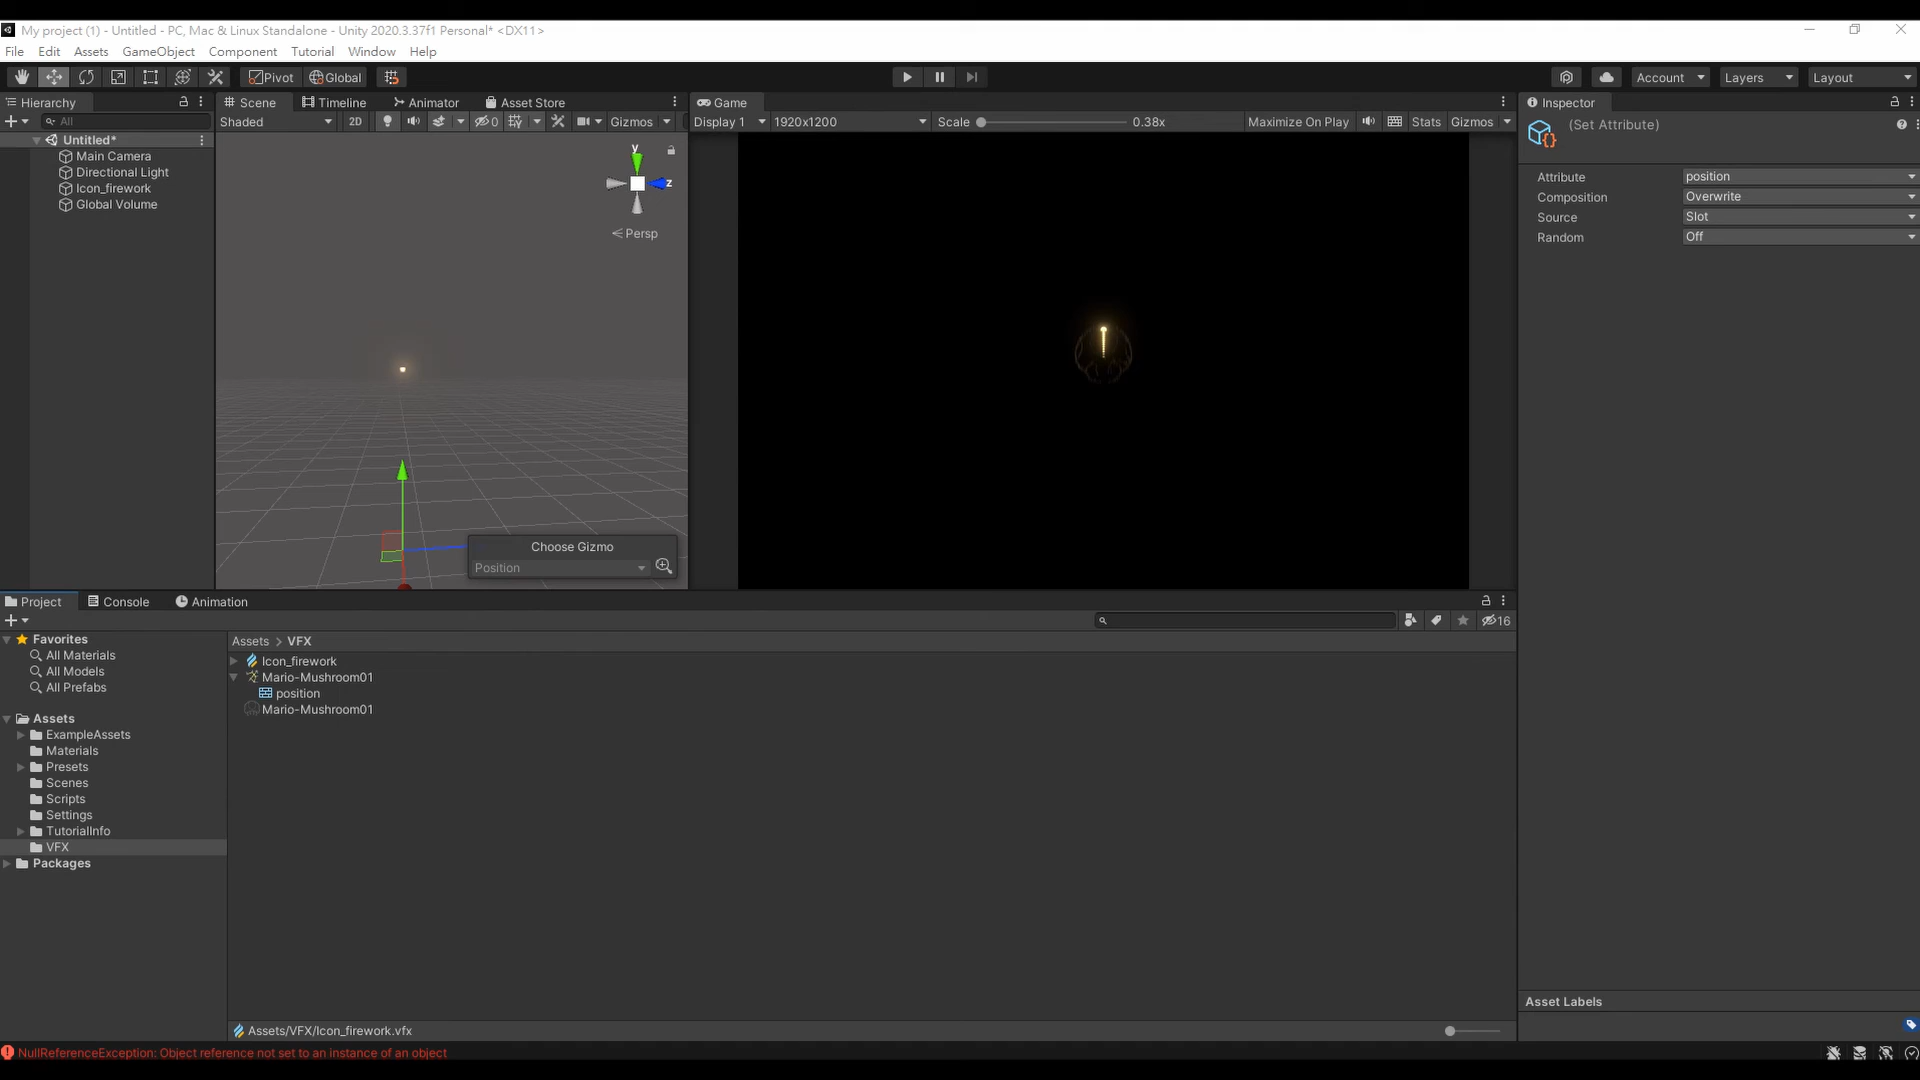 My project (1) - Untitled - PC, Mac & Linux Standalone - Unity 2020.3.37f1 Personal* <DX11>
File Edit Assets GameObject Component Tutorial Window Help
Pivot Global Account Layers Layout
Hierarchy
All
Untitled*
Main Camera
Directional Light
Icon_firework
Global Volume
Scene Timeline Animator Asset Store
Shaded 2D 0 Gizmos
y
z
Persp
Choose Gizmo
Position
Game
Display 1 1920x1200 Scale 0.38x Maximize On Play Stats Gizmos
Inspector
(Set Attribute)
Attribute position
Composition Overwrite
Source Slot
Random Off
Asset Labels
Project Console Animation
16
Favorites
All Materials
All Models
All Prefabs
Assets
ExampleAssets
Materials
Presets
Scenes
Scripts
Settings
TutorialInfo
VFX
Packages
Assets > VFX
Icon_firework
Mario-Mushroom01
position
Mario-Mushroom01
Assets/VFX/Icon_firework.vfx
NullReferenceException: Object reference not set to an instance of an object